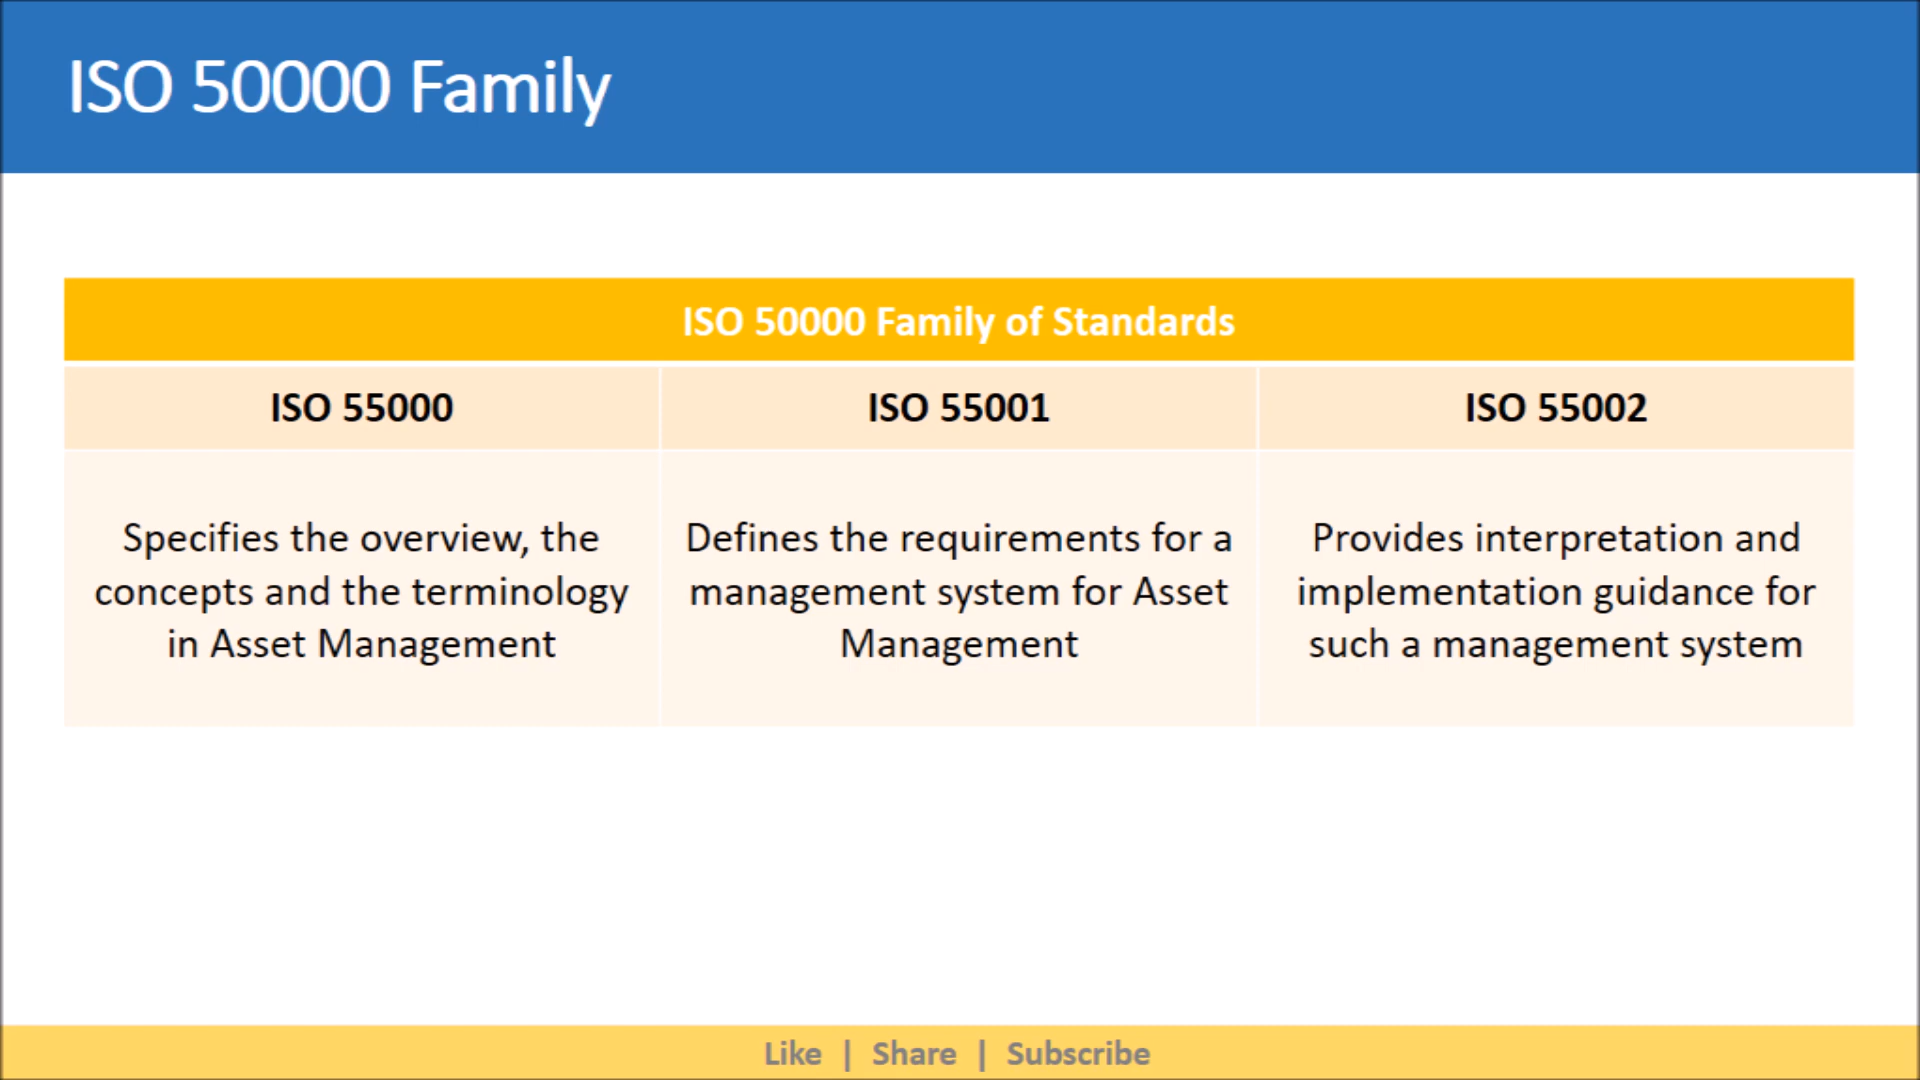 ISO 50000 Family
ISO 50000 Family of Standards
ISO 55000
ISO 55001
ISO 55002
Specifies the overview, the
concepts and the terminology
in Asset Management
Defines the requirements for a
management system for Asset
Management
Provides interpretation and
implementation guidance for
such a management system
Like | Share | Subscribe